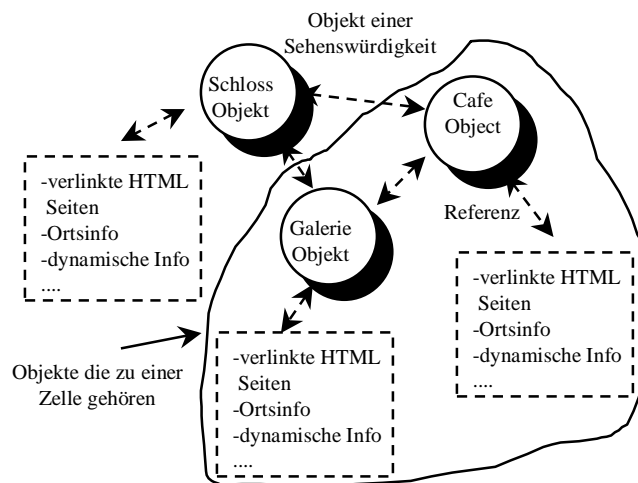 Objekt einer
Sehenswürdigkeit
Schloss
Objekt
Cafe
Object
-verlinkte HTML
Seiten
-Ortsinfo
-dynamische Info
....
Galerie
Objekt
Referenz
-verlinkte HTML
Seiten
-Ortsinfo
-dynamische Info
....
Objekte die zu einer
Zelle gehören
-verlinkte HTML
Seiten
-Ortsinfo
-dynamische Info
....